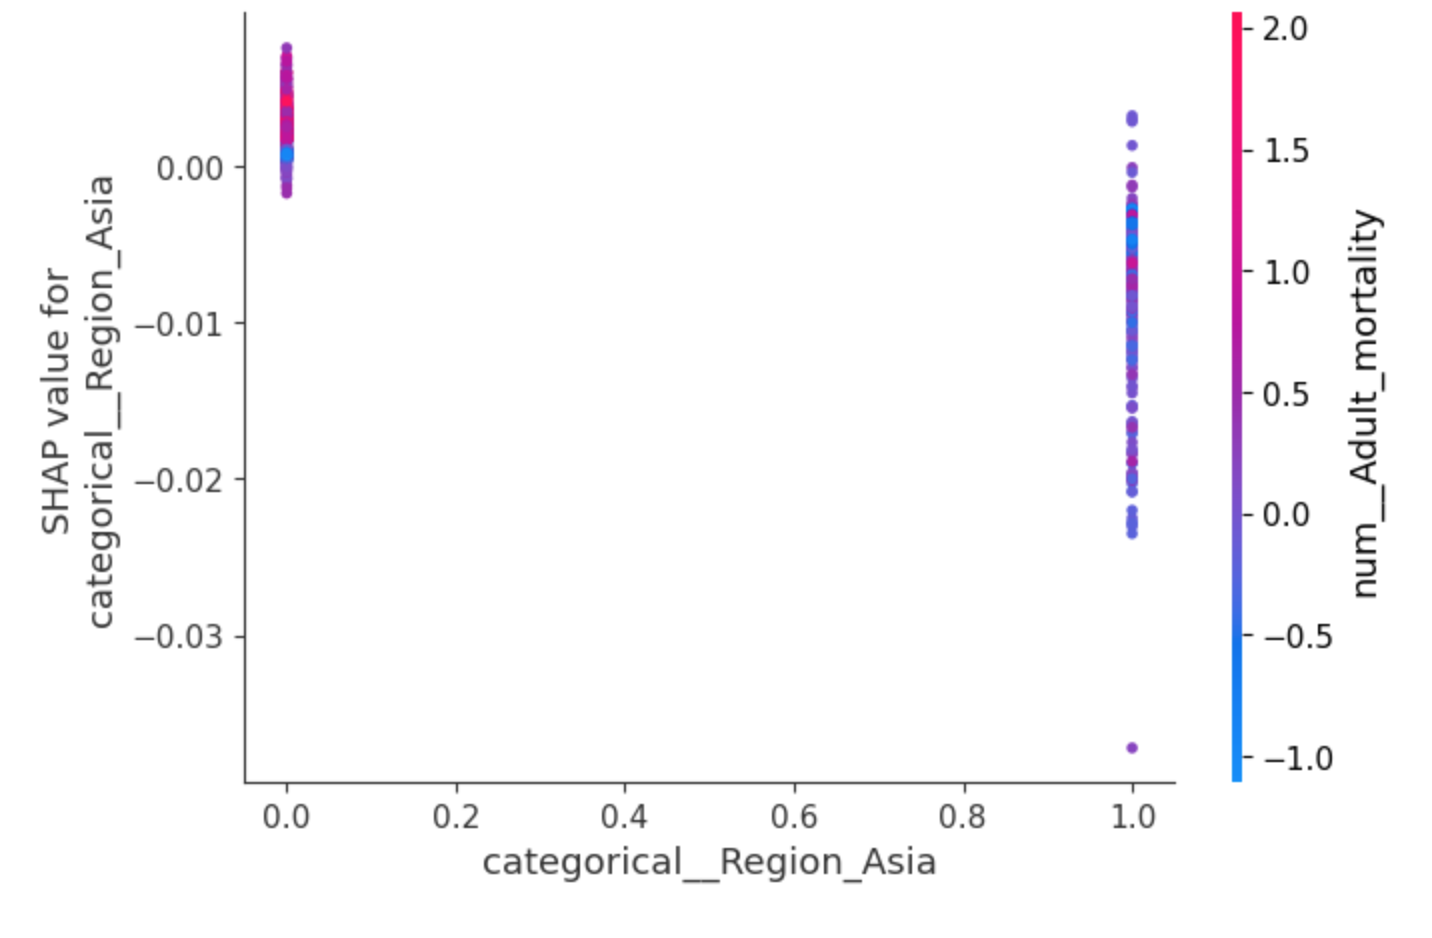 SHAP value for
categorical__Region_Asia
0.00
−0.01
−0.02
−0.03
0.0 0.2 0.4 0.6 0.8 1.0
categorical__Region_Asia
2.0
1.5
1.0
0.5
0.0
−0.5
−1.0
num__Adult_mortality